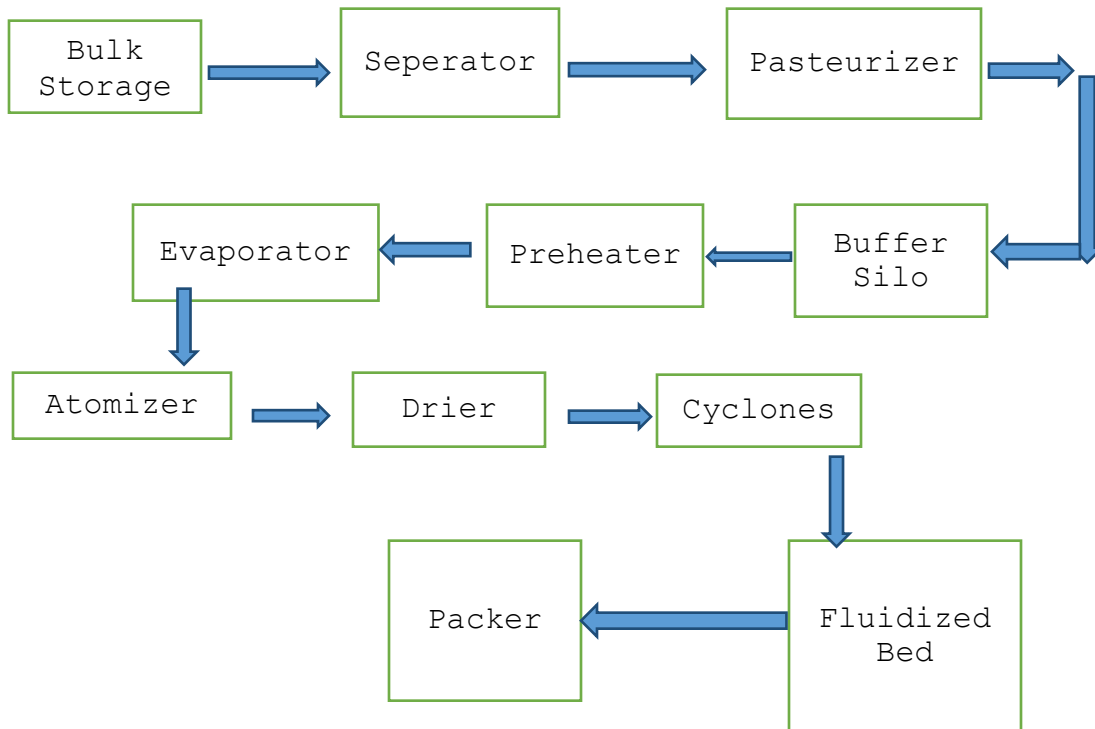 Bulk
Storage
Seperator
Pasteurizer
Evaporator
Preheater
Buffer
Silo
Atomizer
Drier
Cyclones
Packer
Fluidized
Bed